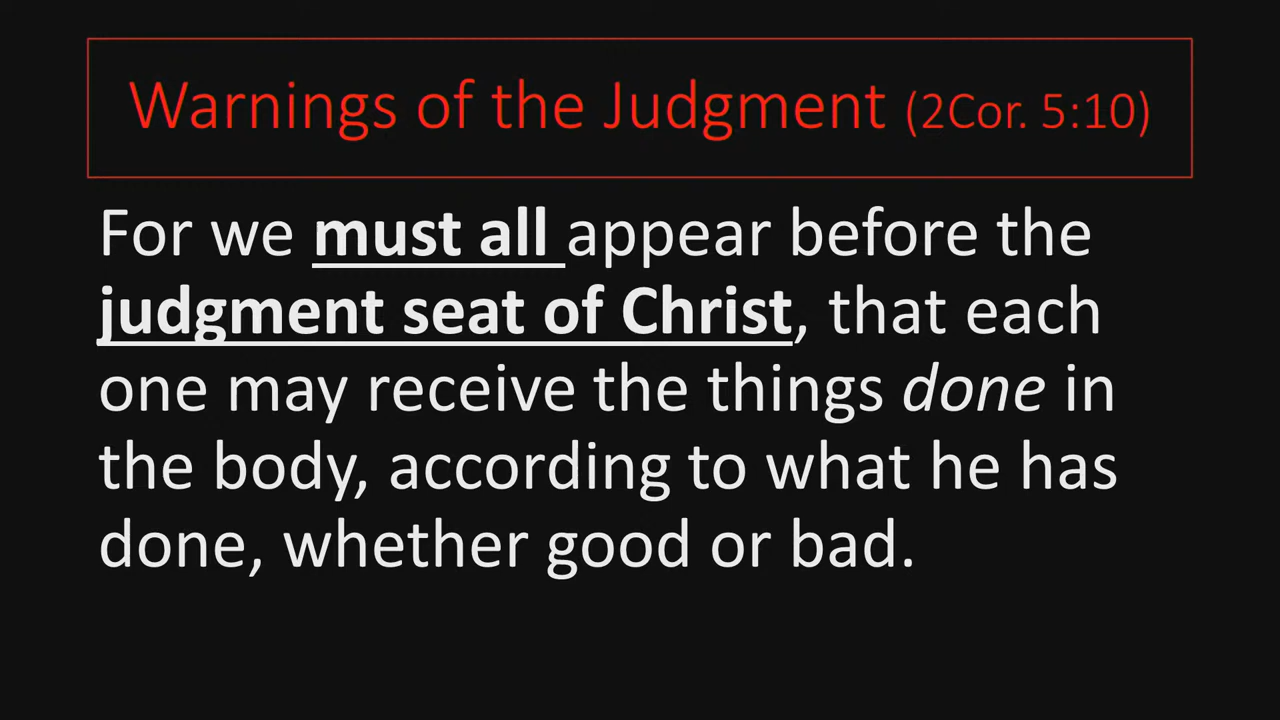 Warnings of the Judgment (2Cor. 5:10)
For we must all appear before the
judgment seat of Christ, that each
one may receive the things done in
the body, according to what he has
done, whether good or bad.